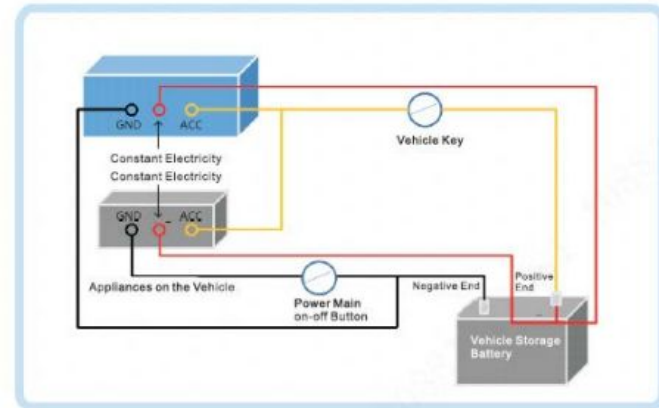 GND
ACC
Vehicle Key
Constant Electricity
Constant Electricity
GND
ACC
Appliances on the Vehicle
Power Main
on-off Button
Negative End
Positive
End
Vehicle Storage
Battery